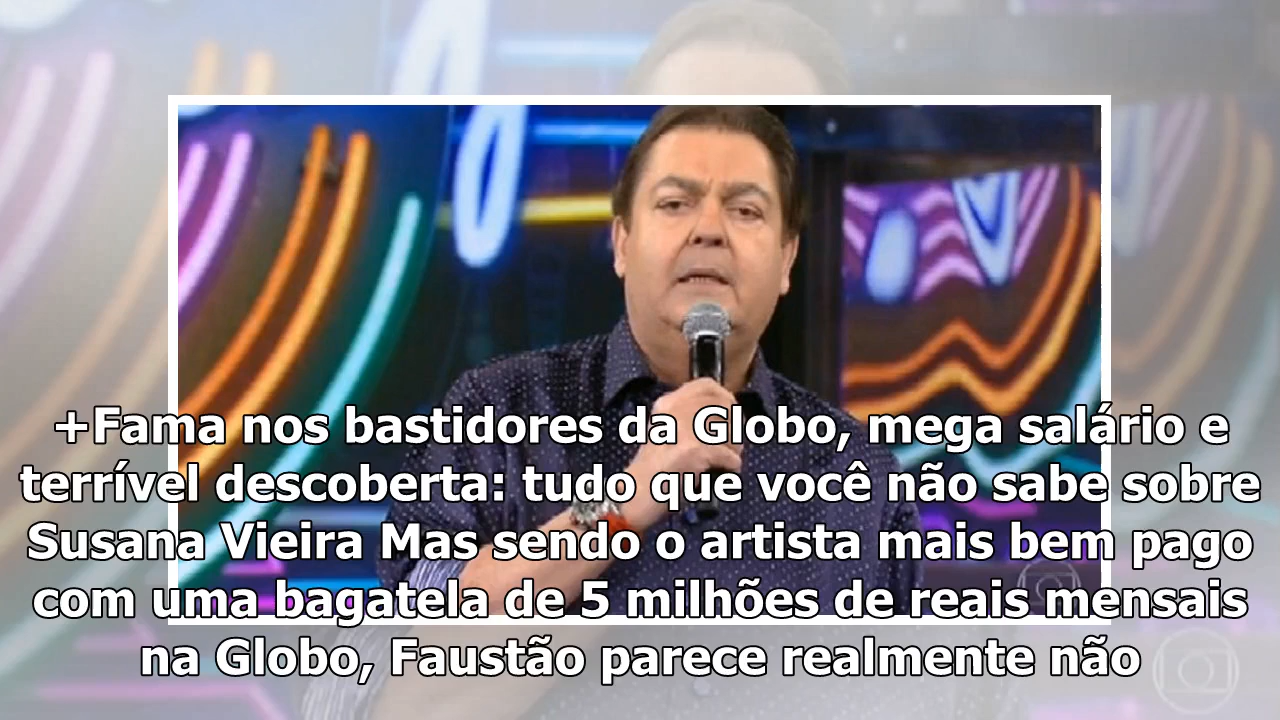 +Fama nos bastidores da Globo, mega salário e
terrível descoberta: tudo que você não sabe sobre
Susana Vieira Mas sendo o artista mais bem pago
com uma bagatela de 5 milhões de reais mensais
na Globo, Faustão parece realmente não